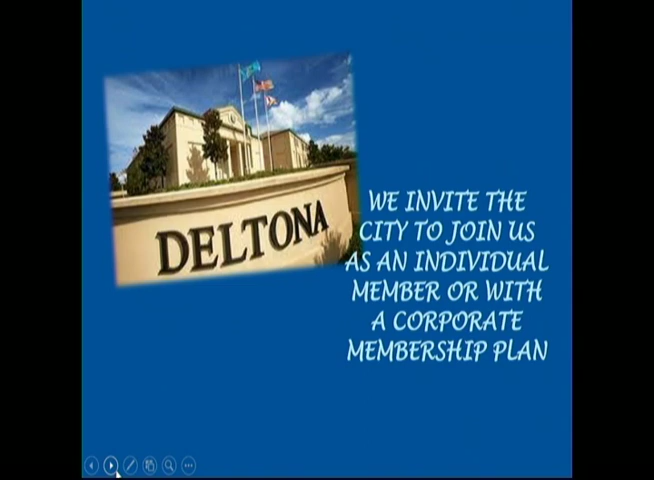 DELTONA
WE INVITE THE
CITY TO JOIN US
AS AN INDIVIDUAL
MEMBER OR WITH
A CORPORATE
MEMBERSHIP PLAN